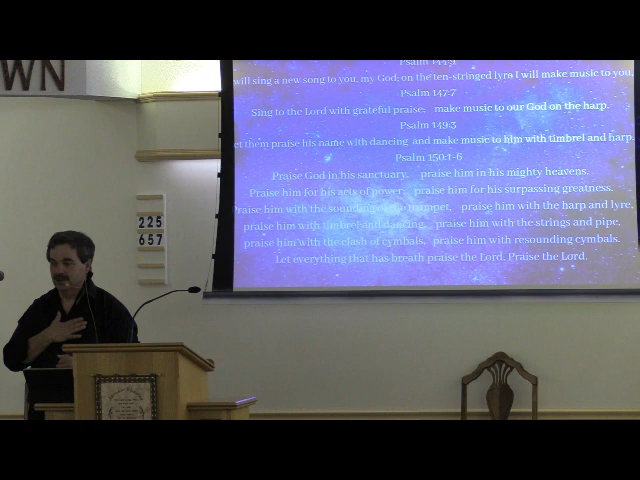 OWN
Psalm 144:9
will sing a new song to you, my God; on the ten-stringed lyre I will make music to you,
Psalm 147:7
Sing to the Lord with grateful praise; make music to our God on the harp.
Psalm 149:3
et them praise his name with dancing and make music to him with timbrel and harp.
Psalm 150:1-6
Praise God in his sanctuary, praise him in his mighty heavens.
Praise him for his acts of power; praise him for his surpassing greatness.
Praise him with the sounding of the trumpet, praise him with the harp and lyre,
praise him with timbrel and dancing, praise him with the strings and pipe,
praise him with the clash of cymbals, praise him with resounding cymbals.
Let everything that has breath praise the Lord. Praise the Lord.
225
657